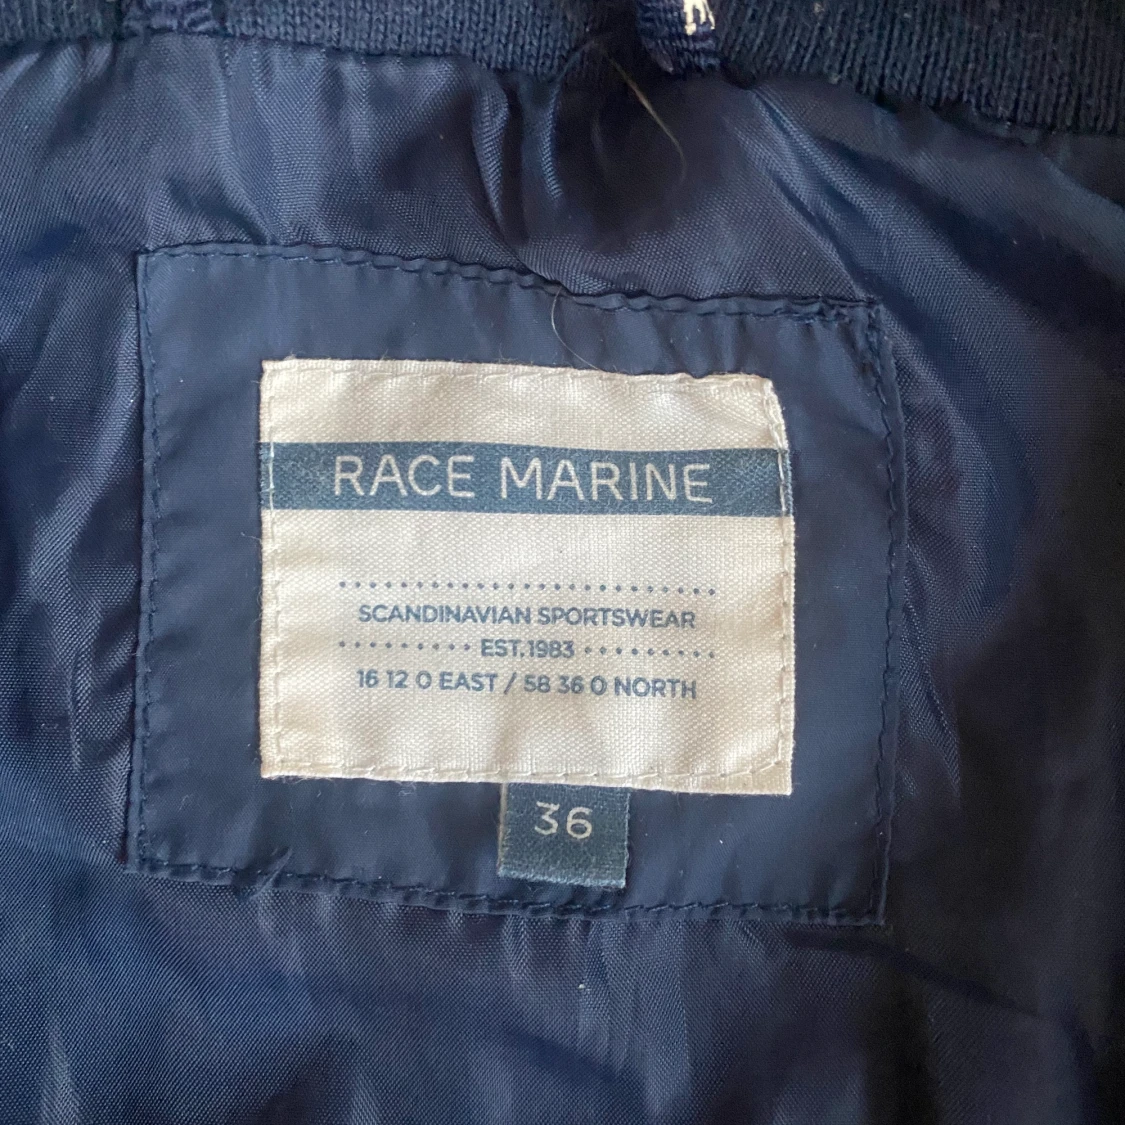 RACE MARINE
SCANDINAVIAN SPORTSWEAR
EST.1983
16 12 0 EAST / 58 36 0 NORTH
36